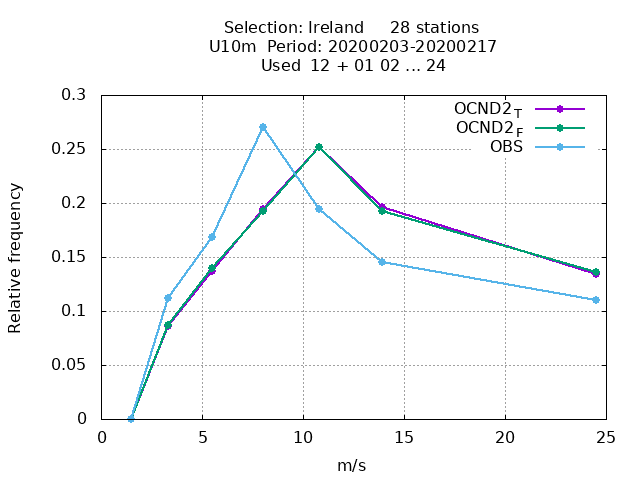 Selection: Ireland     28 stations
U10m  Period: 20200203-20200217
Used  12 + 01 02 ... 24
OCND2T
OCND2F
OBS
Relative frequency
0.3
0.25
0.2
0.15
0.1
0.05
0
0 5 10 15 20 25
m/s